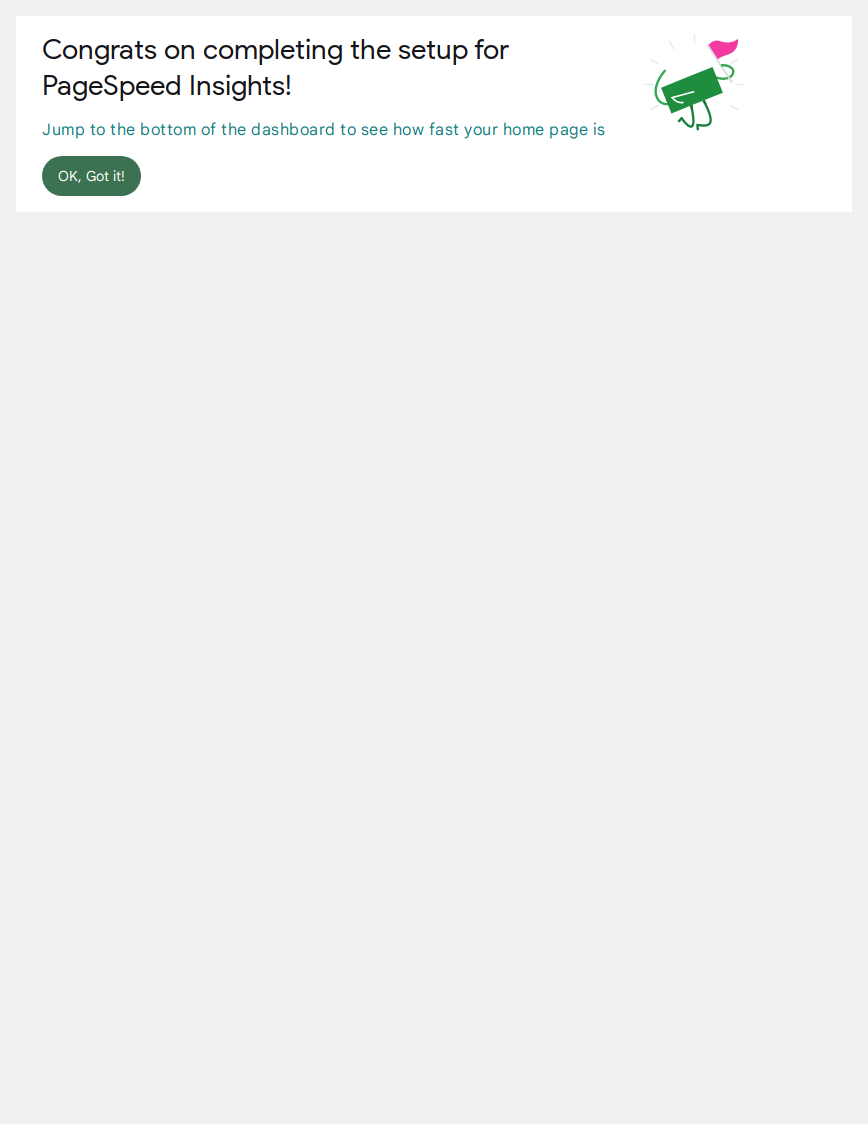 Congrats on completing the setup for
PageSpeed Insights!
Jump to the bottom of the dashboard to see how fast your home page is
OK, Got it!